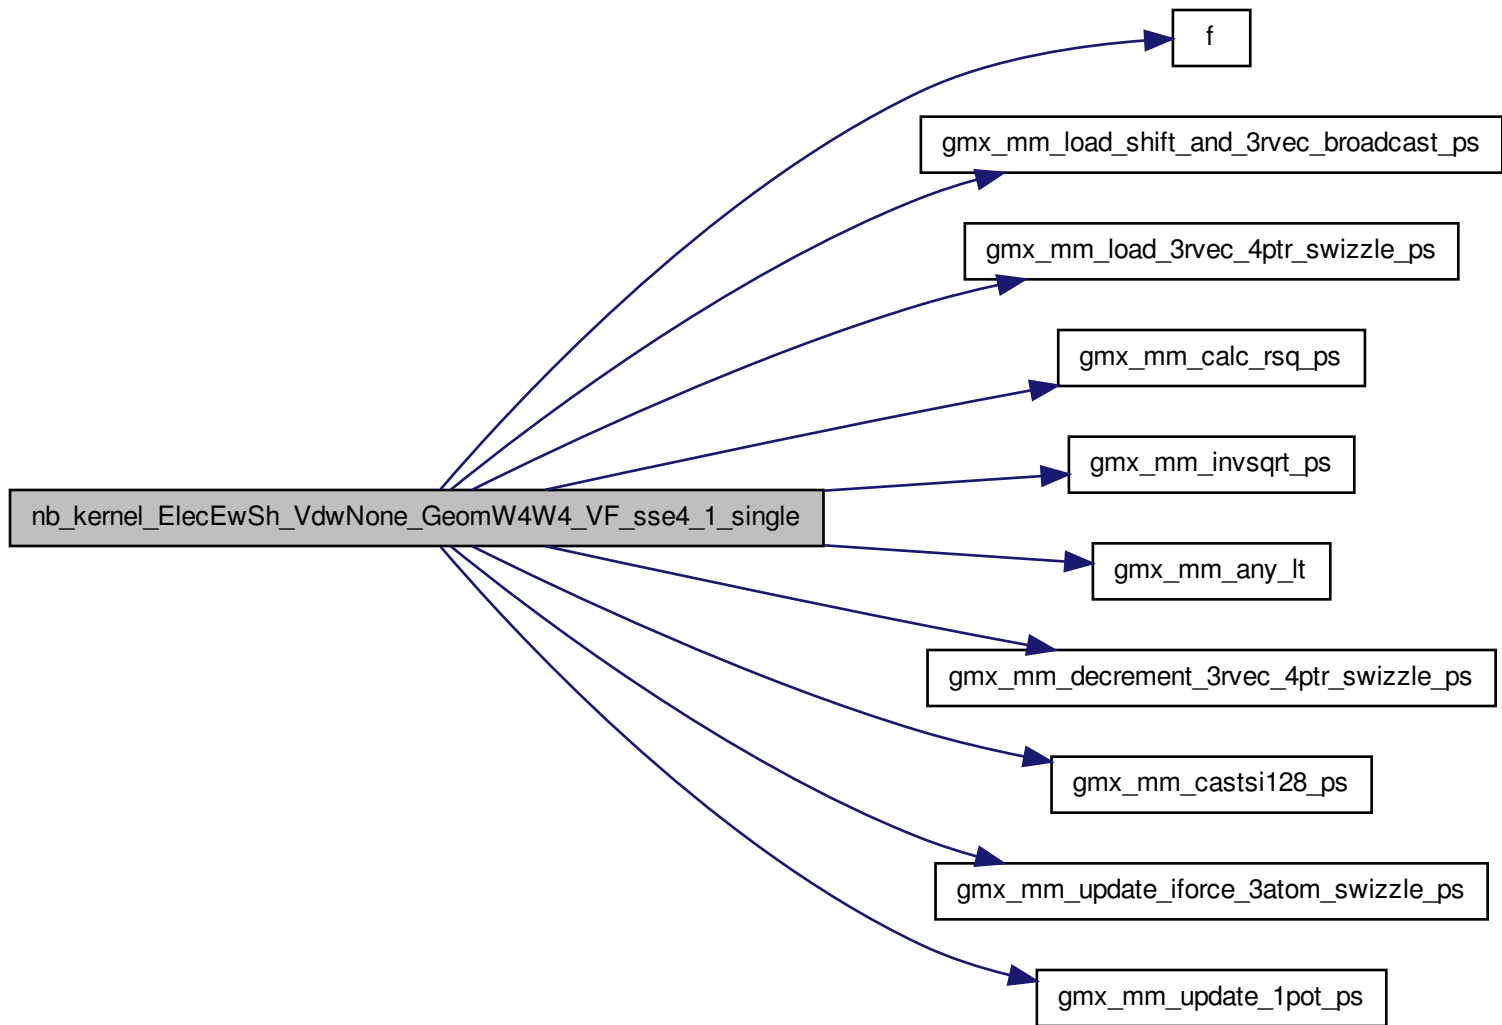 f
gmx_mm_load_shift_and_3rvec_broadcast_ps
gmx_mm_load_3rvec_4ptr_swizzle_ps
gmx_mm_calc_rsq_ps
gmx_mm_invsqrt_ps
nb_kernel_ElecEwSh_VdwNone_GeomW4W4_VF_sse4_1_single
gmx_mm_any_lt
gmx_mm_decrement_3rvec_4ptr_swizzle_ps
gmx_mm_castsi128_ps
gmx_mm_update_iforce_3atom_swizzle_ps
gmx_mm_update_1pot_ps